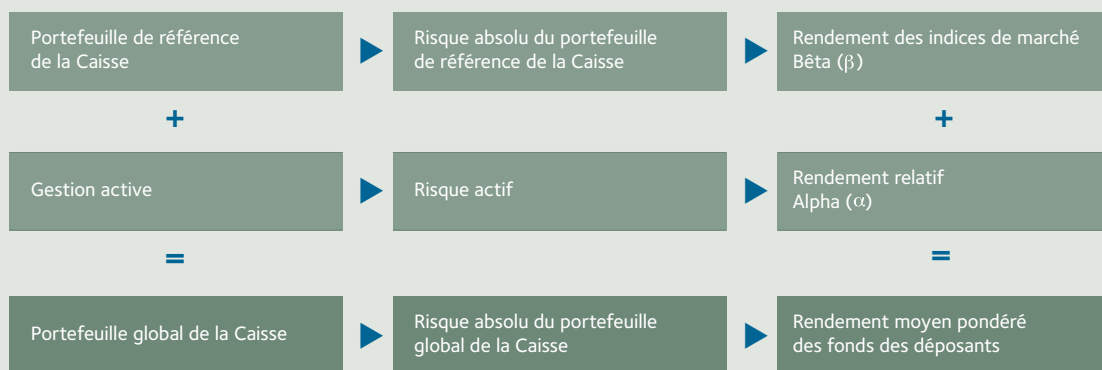 Portefeuille de référence
de la Caisse
Risque absolu du portefeuille
de référence de la Caisse
Rendement des indices de marché
Bêta (β)
+
+
Gestion active
Risque actif
Rendement relatif
Alpha (α)
=
=
Portefeuille global de la Caisse
Risque absolu du portefeuille
global de la Caisse
Rendement moyen pondéré
des fonds des déposants